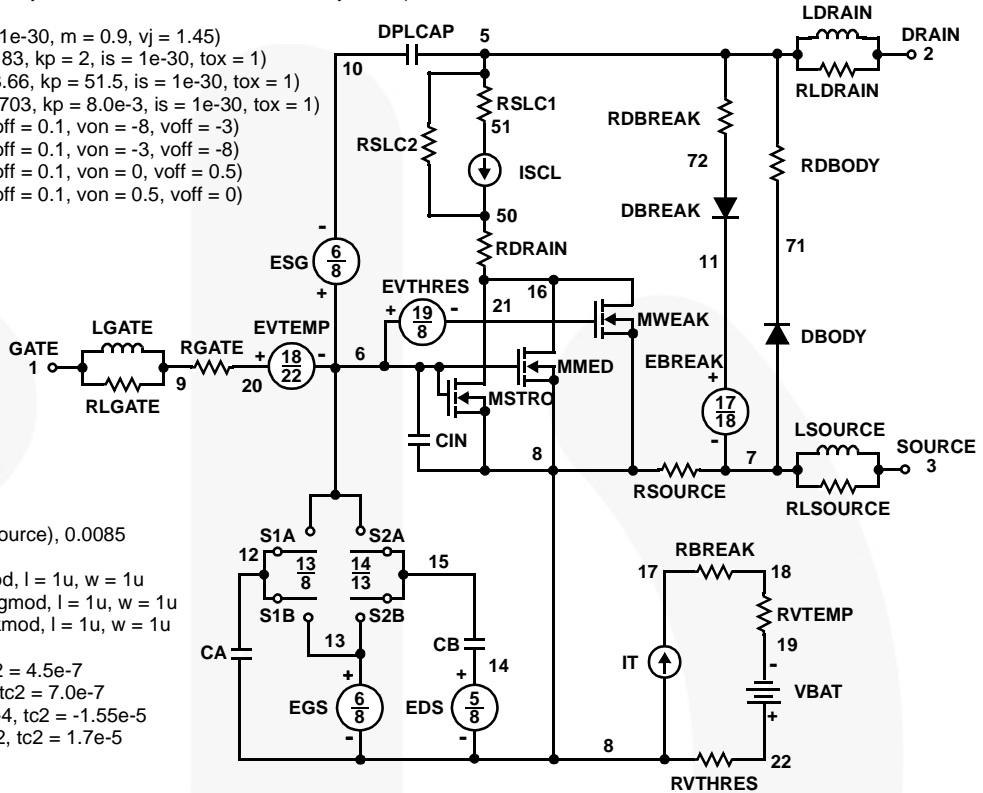 1e-30, m = 0.9, vj = 1.45)
83, kp = 2, is = 1e-30, tox = 1)
3.66, kp = 51.5, is = 1e-30, tox = 1)
703, kp = 8.0e-3, is = 1e-30, tox = 1)
off = 0.1, von = -8, voff = -3)
off = 0.1, von = -3, voff = -8)
off = 0.1, von = 0, voff = 0.5)
off = 0.1, von = 0.5, voff = 0)
DPLCAP
5
10
LDRAIN
DRAIN
2
RLDRAIN
RSLC1
51
RSLC2
ISCL
50
RDRAIN
RDBREAK
72
RDBODY
DBREAK
71
11
ESG
-
6
8
+
EVTHRES
+
19
8
-
21
16
MWEAK
LGATE
GATE
1
RLGATE
9
RGATE
20
EVTEMP
+
18
22
-
6
MMED
MSTRO
CIN
EBREAK
+
17
18
-
DBODY
8
RSOURCE
7
LSOURCE
SOURCE
3
RLSOURCE
ource), 0.0085
od, l = 1u, w = 1u
gmod, l = 1u, w = 1u
kmod, l = 1u, w = 1u
2 = 4.5e-7
tc2 = 7.0e-7
-4, tc2 = -1.55e-5
2, tc2 = 1.7e-5
S1A
S2A
12
13
8
14
13
15
S1B
S2B
13
CA
CB
14
+
EGS
6
8
-
+
EDS
5
8
-
8
RBREAK
17
18
RVTEMP
19
-
IT
VBAT
+
22
RVTHRES